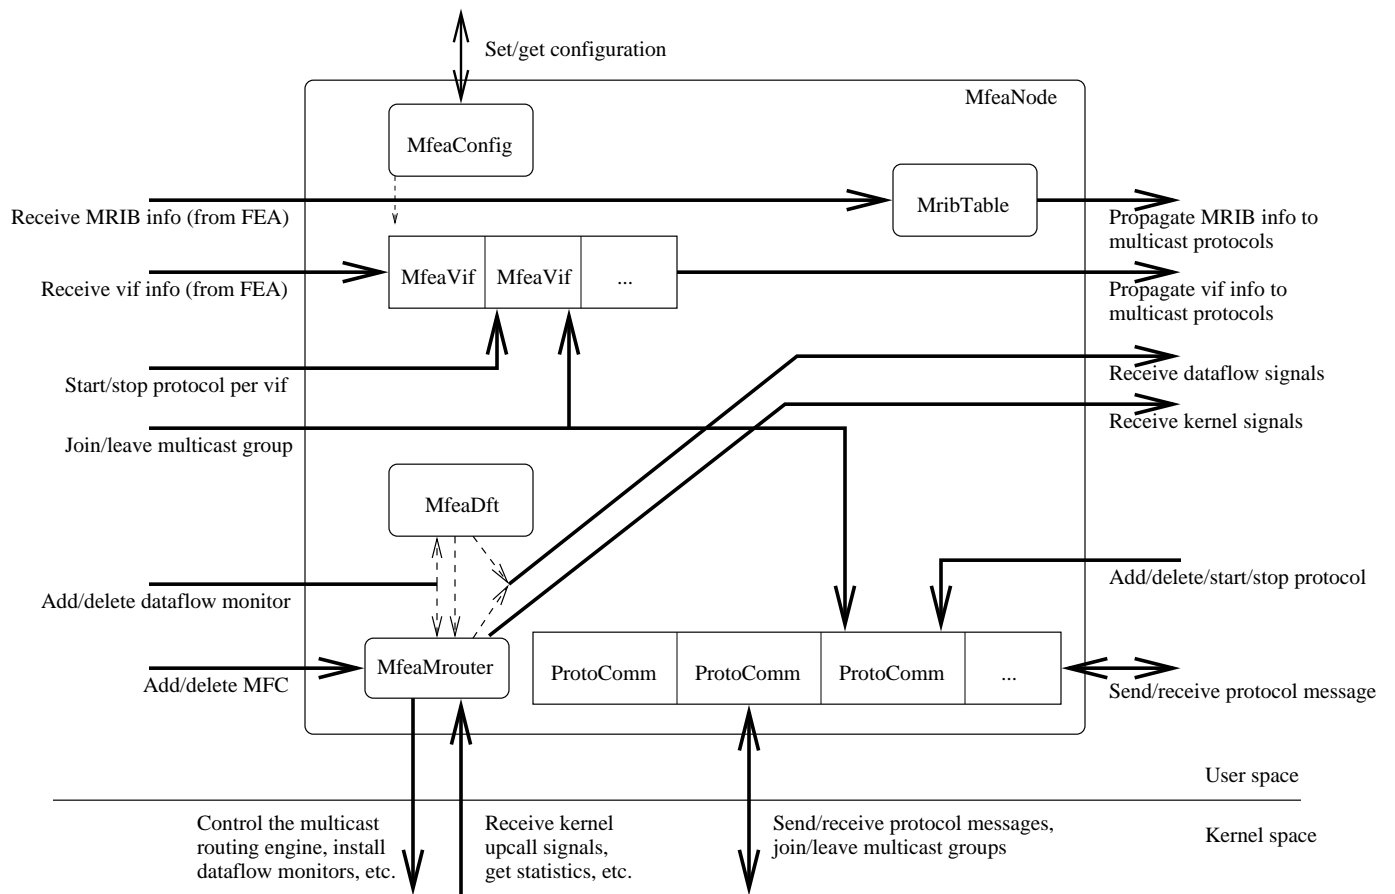 Set/get configuration
MfeaNode
MfeaConfig
MribTable
Receive MRIB info (from FEA)
Propagate MRIB info to
multicast protocols
MfeaVif
MfeaVif
...
Receive vif info (from FEA)
Propagate vif info to
multicast protocols
Start/stop protocol per vif
Receive dataflow signals
Receive kernel signals
Join/leave multicast group
MfeaDft
Add/delete dataflow monitor
Add/delete/start/stop protocol
MfeaMrouter
ProtoComm
ProtoComm
ProtoComm
...
Add/delete MFC
Send/receive protocol message
User space
Control the multicast
routing engine, install
dataflow monitors, etc.
Receive kernel
upcall signals,
get statistics, etc.
Send/receive protocol messages,
join/leave multicast groups
Kernel space